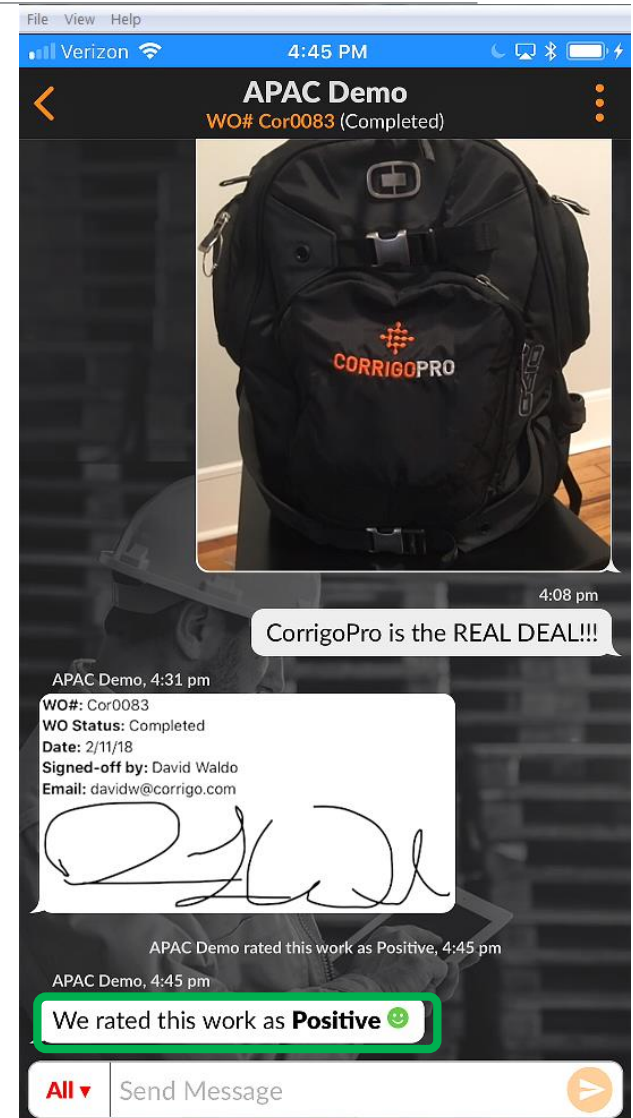 File View Help
Verizon 4:45 PM
APAC Demo
WO# Cor0083 (Completed)
CORRIGOPRO
OGIO
4:08 pm
CorrigoPro is the REAL DEAL!!!
APAC Demo, 4:31 pm
WO#: Cor0083
WO Status: Completed
Date: 2/11/18
Signed-off by: David Waldo
Email: davidw@corrigo.com
APAC Demo rated this work as Positive, 4:45 pm
APAC Demo, 4:45 pm
We rated this work as Positive
All Send Message